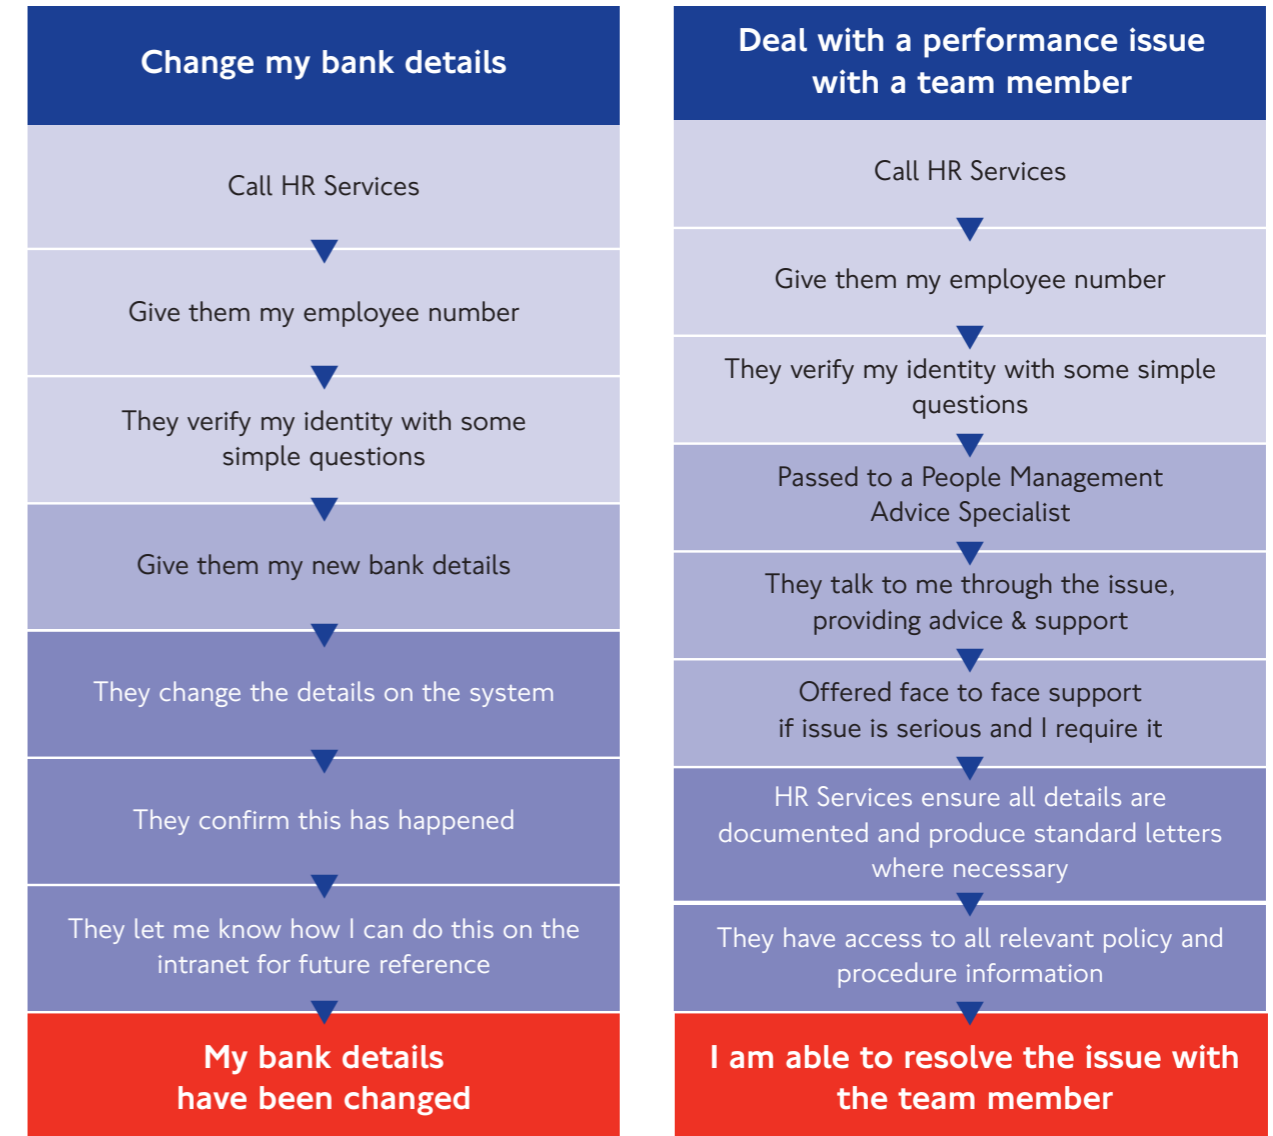 Change my bank details
Call HR Services
Give them my employee number
They verify my identity with some
simple questions
Give them my new bank details
They change the details on the system
They confirm this has happened
They let me know how I can do this on the
intranet for future reference
My bank details
have been changed
Deal with a performance issue
with a team member
Call HR Services
Give them my employee number
They verify my identity with some simple
questions
Passed to a People Management
Advice Specialist
They talk to me through the issue,
providing advice & support
Offered face to face support
if issue is serious and I require it
HR Services ensure all details are
documented and produce standard letters
where necessary
They have access to all relevant policy and
procedure information
I am able to resolve the issue with
the team member